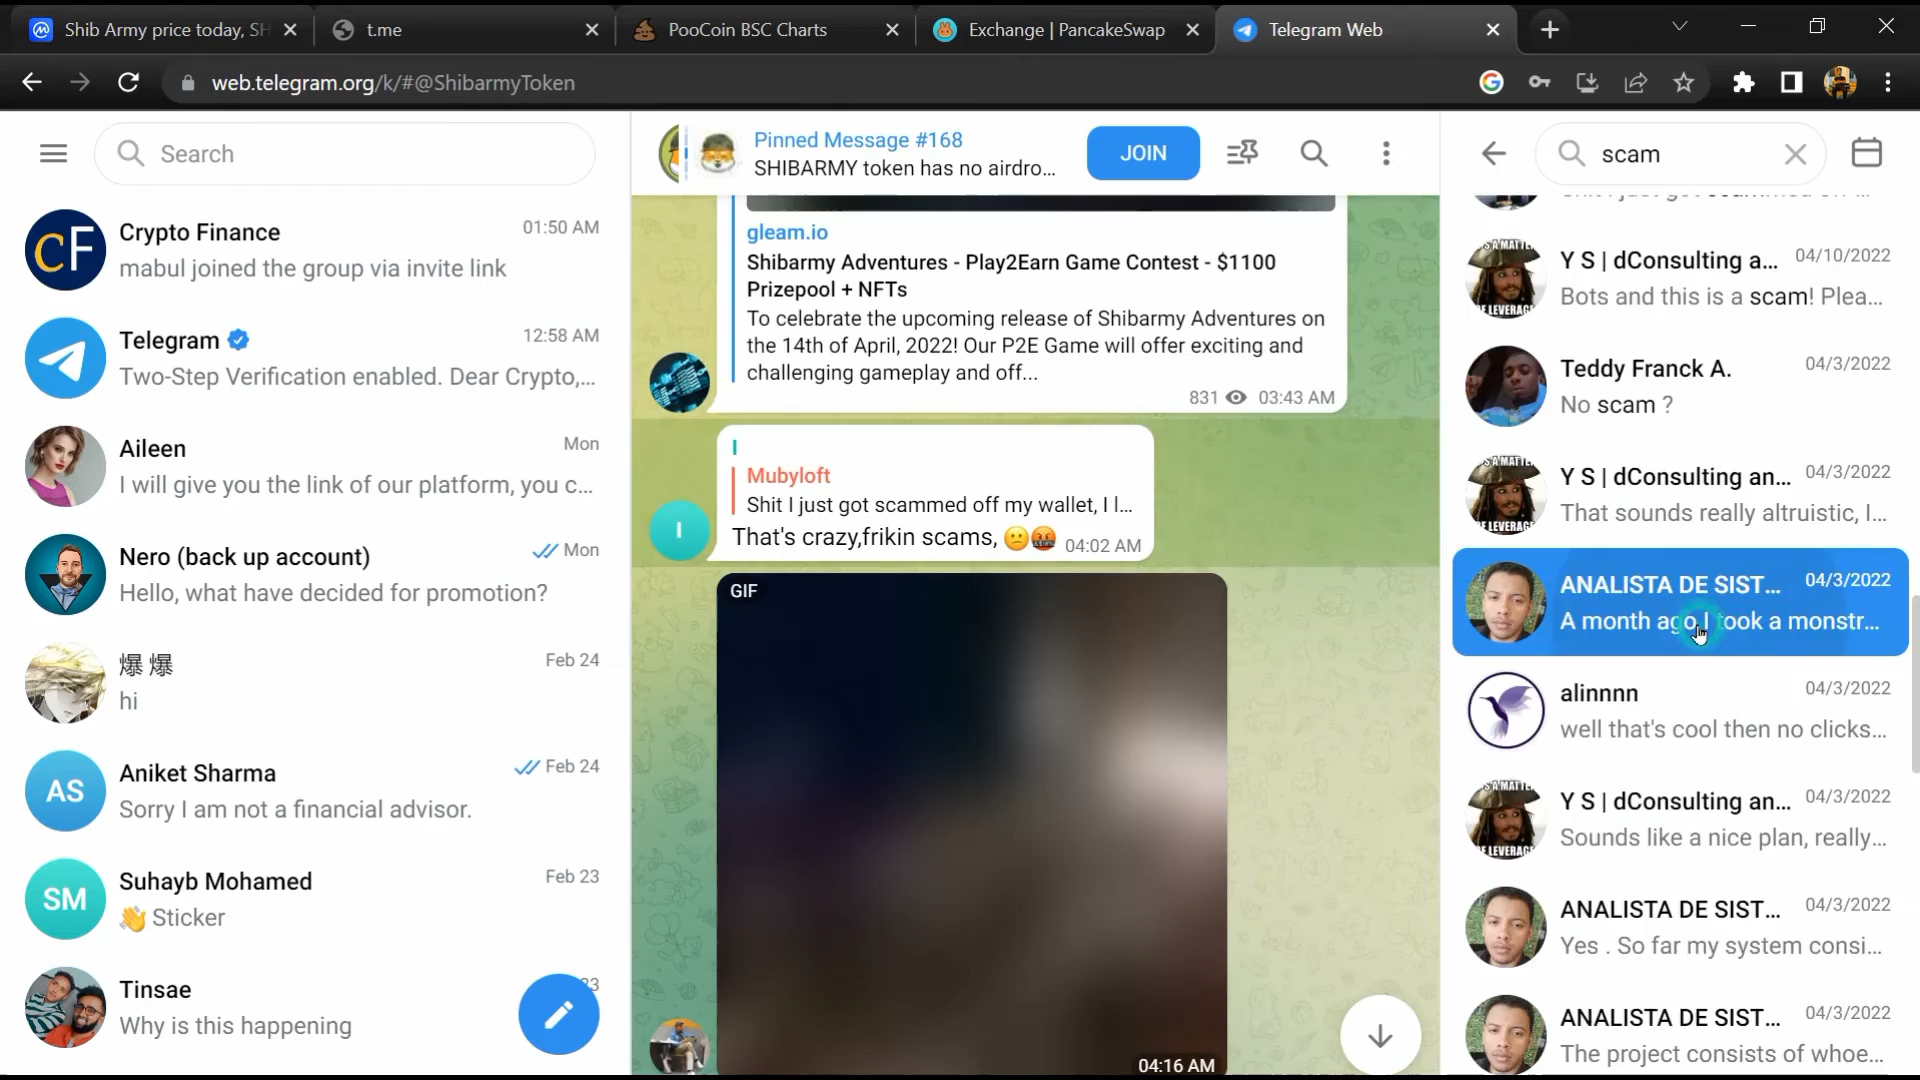 Shib Army price today, SH
t.me
PooCoin BSC Charts
Exchange | PancakeSwap
Telegram Web
web.telegram.org/k/#@ShibarmyToken
Search
Crypto Finance
01:50 AM
mabul joined the group via invite link
Telegram
12:58 AM
Two-Step Verification enabled. Dear Crypto,...
Aileen
Mon
I will give you the link of our platform, you c...
Nero (back up account)
Mon
Hello, what have decided for promotion?
爆 爆
Feb 24
hi
AS
Aniket Sharma
Feb 24
Sorry I am not a financial advisor.
SM
Suhayb Mohamed
Feb 23
👋 Sticker
Tinsae
23
Why is this happening
Pinned Message #168
SHIBARMY token has no airdro...
JOIN
gleam.io
Shibarmy Adventures - Play2Earn Game Contest - $1100
Prizepool + NFTs
To celebrate the upcoming release of Shibarmy Adventures on
the 14th of April, 2022! Our P2E Game will offer exciting and
challenging gameplay and off...
831 03:43 AM
I
I
Mubyloft
Shit I just got scammed off my wallet, I l...
That's crazy,frikin scams, 😕🤬 04:02 AM
GIF
04:16 AM
scam
Y S | dConsulting a...
04/10/2022
Bots and this is a scam! Plea...
Teddy Franck A.
04/3/2022
No scam ?
Y S | dConsulting an...
04/3/2022
That sounds really altruistic, I...
ANALISTA DE SIST...
04/3/2022
A month ago,I took a monstr...
alinnnn
04/3/2022
well that's cool then no clicks...
Y S | dConsulting an...
04/3/2022
Sounds like a nice plan, really...
ANALISTA DE SIST...
04/3/2022
Yes . So far my system consi...
ANALISTA DE SIST...
04/3/2022
The project consists of whoe...